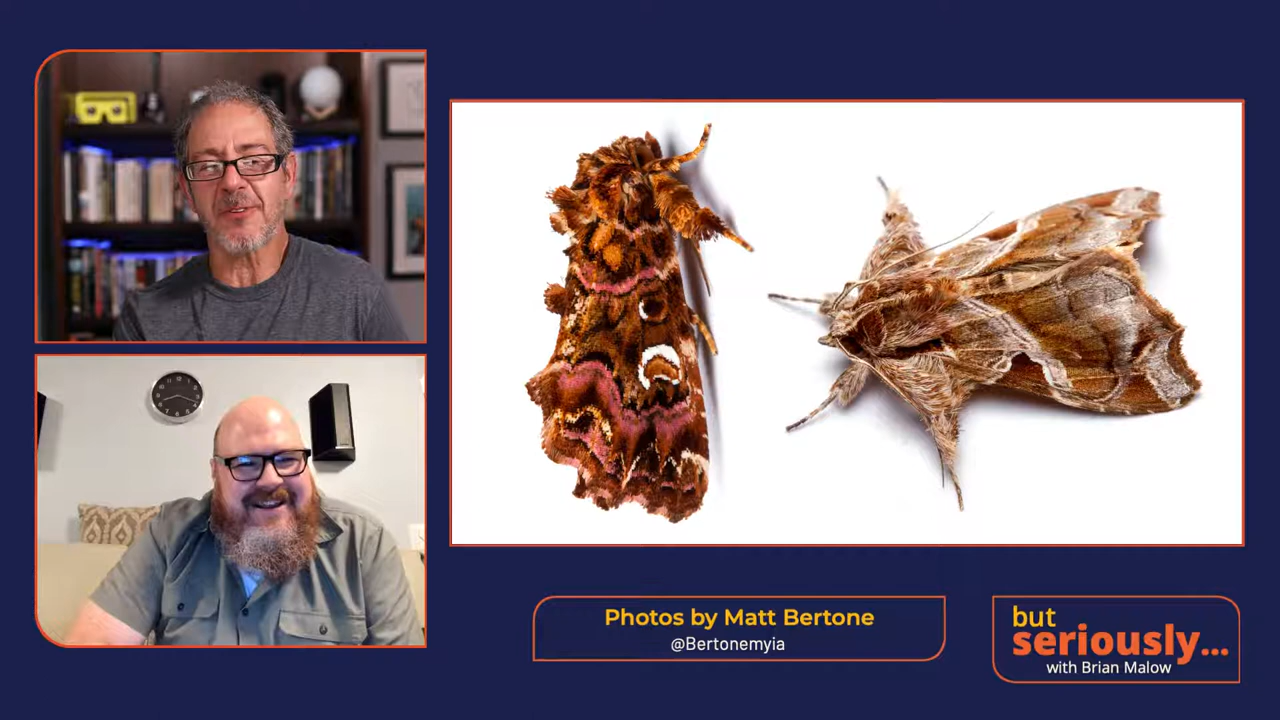 Photos by Matt Bertone
@Bertonemyia
but
seriously...
with Brian Malow